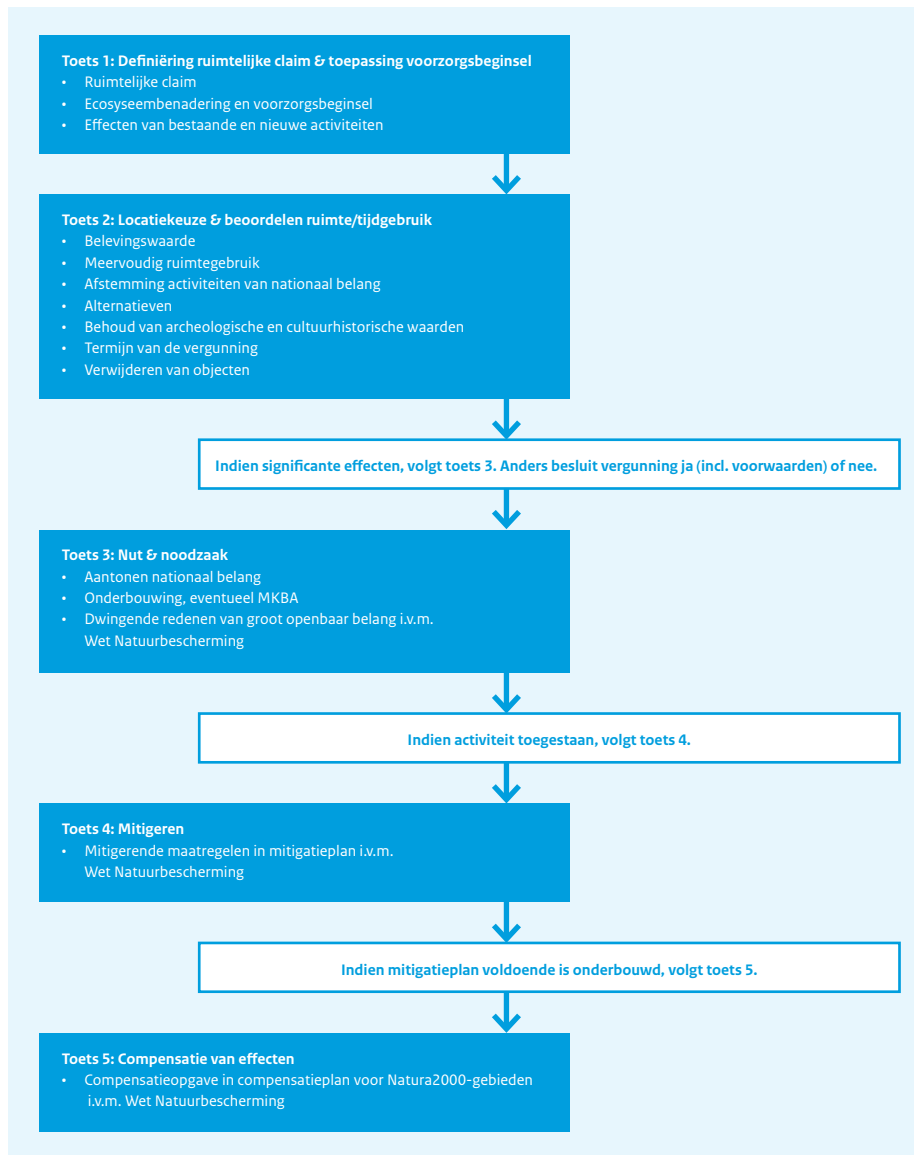 Toets 1: Definiëring ruimtelijke claim & toepassing voorzorgsbeginsel
• Ruimtelijke claim
• Ecosyseembenadering en voorzorgsbeginsel
• Effecten van bestaande en nieuwe activiteiten
Toets 2: Locatiekeuze & beoordelen ruimte/tijdgebruik
• Belevingswaarde
• Meervoudig ruimtegebruik
• Afstemming activiteiten van nationaal belang
• Alternatieven
• Behoud van archeologische en cultuurhistorische waarden
• Termijn van de vergunning
• Verwijderen van objecten
Indien significante effecten, volgt toets 3. Anders besluit vergunning ja (incl. voorwaarden) of nee.
Toets 3: Nut & noodzaak
• Aantonen nationaal belang
• Onderbouwing, eventueel MKBA
• Dwingende redenen van groot openbaar belang i.v.m.
Wet Natuurbescherming
Indien activiteit toegestaan, volgt toets 4.
Toets 4: Mitigeren
• Mitigerende maatregelen in mitigatieplan i.v.m.
Wet Natuurbescherming
Indien mitigatieplan voldoende is onderbouwd, volgt toets 5.
Toets 5: Compensatie van effecten
• Compensatieopgave in compensatieplan voor Natura2000-gebieden
i.v.m. Wet Natuurbescherming